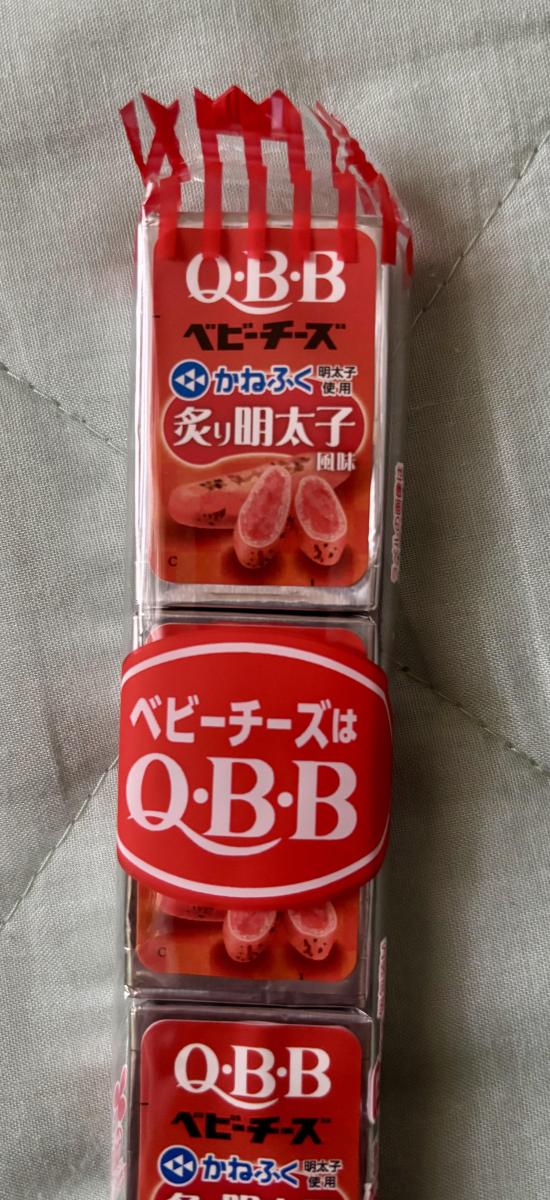 Q·B·B
ベビーチーズ
かねふく 明太子使用
炙り明太子
風味
C
L
ベビーチーズは
Q·B·B
C
L
Q·B·B
ベビーチーズ
かねふく 明太子使用